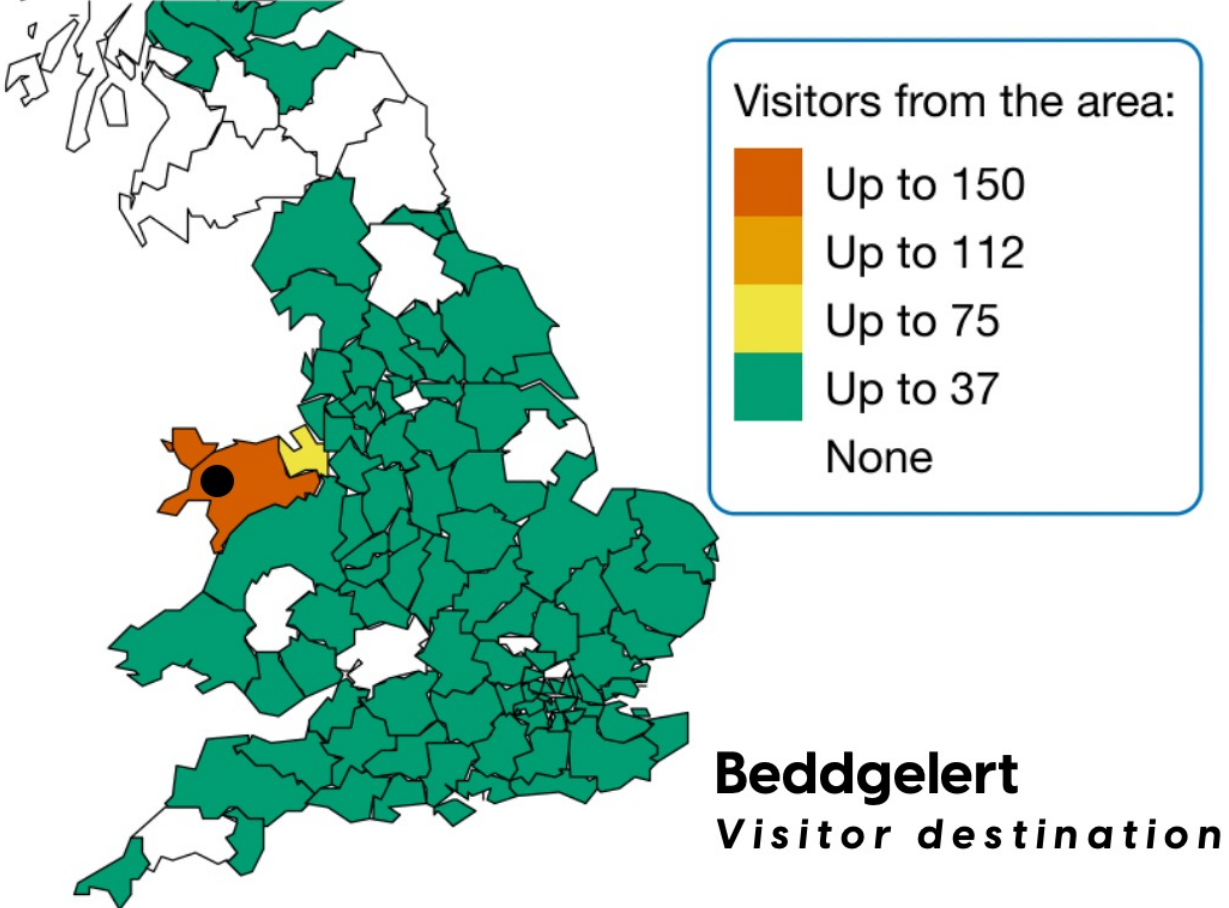 Visitors from the area:
Up to 150
Up to 112
Up to 75
Up to 37
None
Beddgelert
Visitor destination